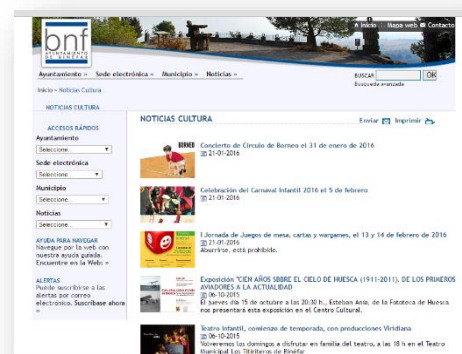 Inicio Mapa web Contacto
bnf
AYUNTAMIENTO
DE BINÉFAR
Ayuntamiento » Sede electrónica » Municipio » Noticias »
BUSCAR OK
Búsqueda avanzada
Inicio » Noticias Cultura
NOTICIAS CULTURA
ACCESOS RÁPIDOS
Ayuntamiento
Seleccione...
Sede electrónica
Seleccione...
Municipio
Seleccione...
Noticias
Seleccione...
AYUDA PARA NAVEGAR
Navegue por la web con
nuestra ayuda guiada.
Encuentre en la Web: »
ALERTAS
Puede suscribirse a las
alertas por correo
electrónico. Suscríbase ahora
»
NOTICIAS CULTURA
Enviar Imprimir
BORNEO
Concierto de Círculo de Borneo el 31 de enero de 2016
21-01-2016
Celebración del Carnaval Infantil 2016 el 5 de febrero
21-01-2016
I Jornada de Juegos de mesa, cartas y wargames, el 13 y 14 de febrero de 2016
21-01-2016
Aburrirse, está prohibido.
Exposición "CIEN AÑOS SOBRE EL CIELO DE HUESCA (1911-2011). DE LOS PRIMEROS
AVIADORES A LA ACTUALIDAD
06-10-2015
El jueves día 15 de octubre a las 20:30 h., Esteban Anía, de la Fototeca de Huesca
nos presentará esta exposición en el Centro Cultural.
Teatro Infantil, comienzo de temporada, con producciones Viridiana
06-10-2015
Volveremos los domingos a disfrutar en familia del teatro, a las 18 h en el Teatro
Municipal Los Titiriteros de Binéfar